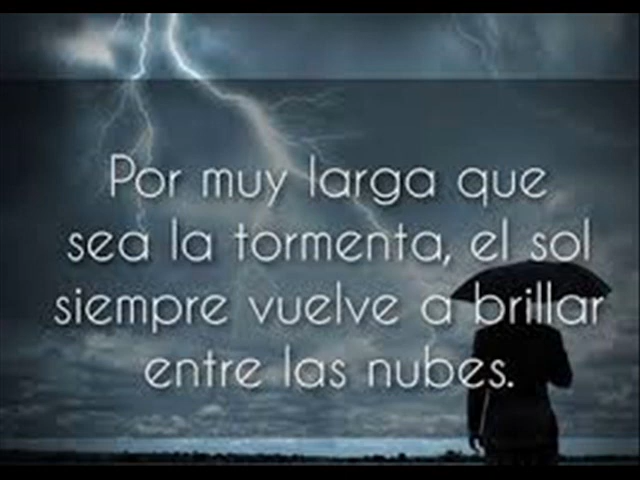 Por muy larga que
sea la tormenta, el sol
siempre vuelve a brillar
entre las nubes.